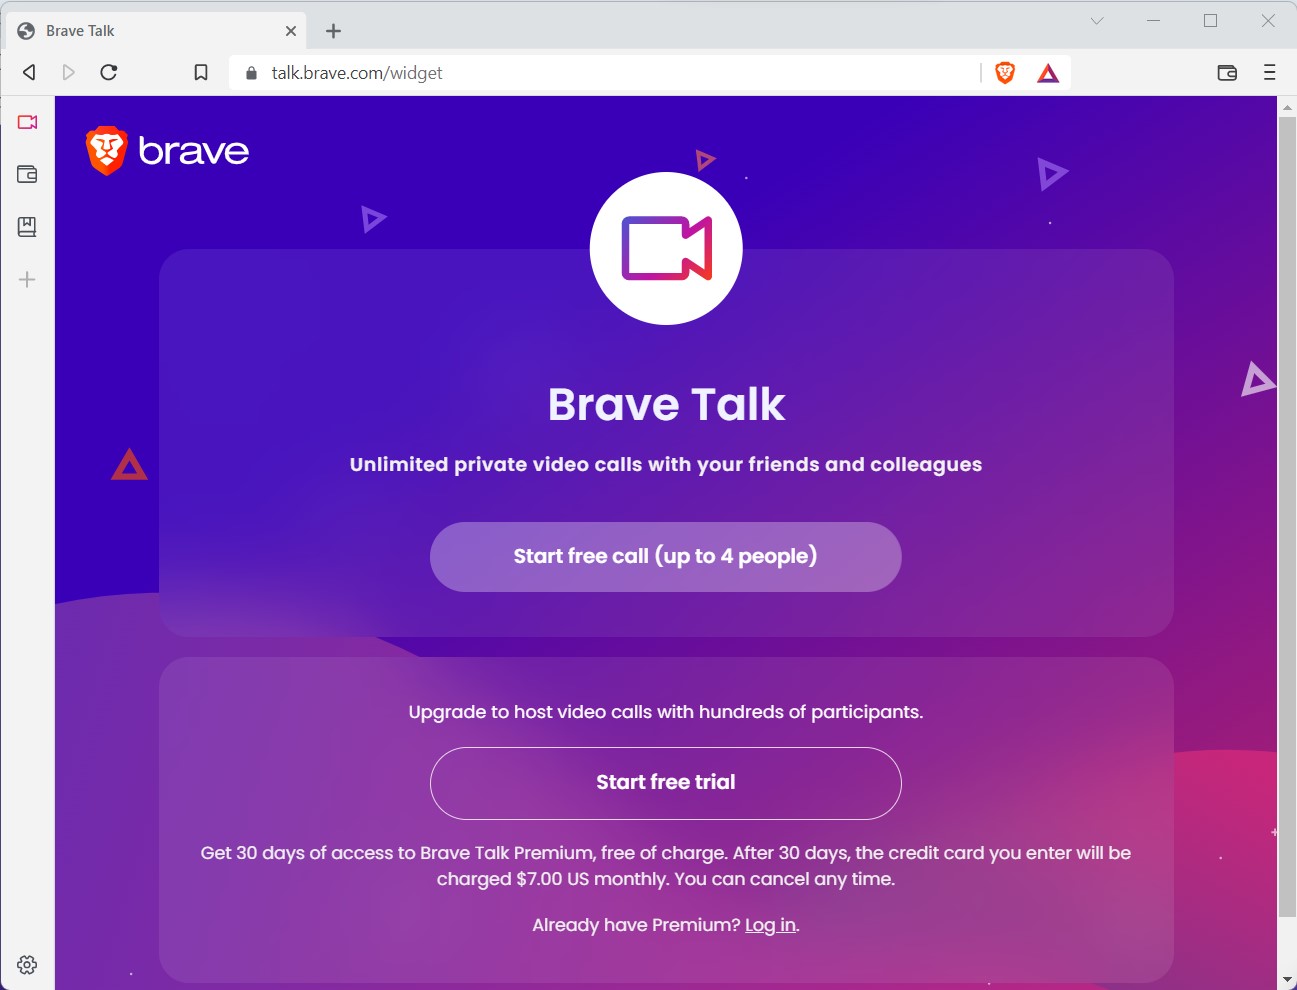 Brave Talk
talk.brave.com/widget
brave
Brave Talk
Unlimited private video calls with your friends and colleagues
Start free call (up to 4 people)
Upgrade to host video calls with hundreds of participants.
Start free trial
Get 30 days of access to Brave Talk Premium, free of charge. After 30 days, the credit card you enter will be
charged $7.00 US monthly. You can cancel any time.
Already have Premium? Log in.